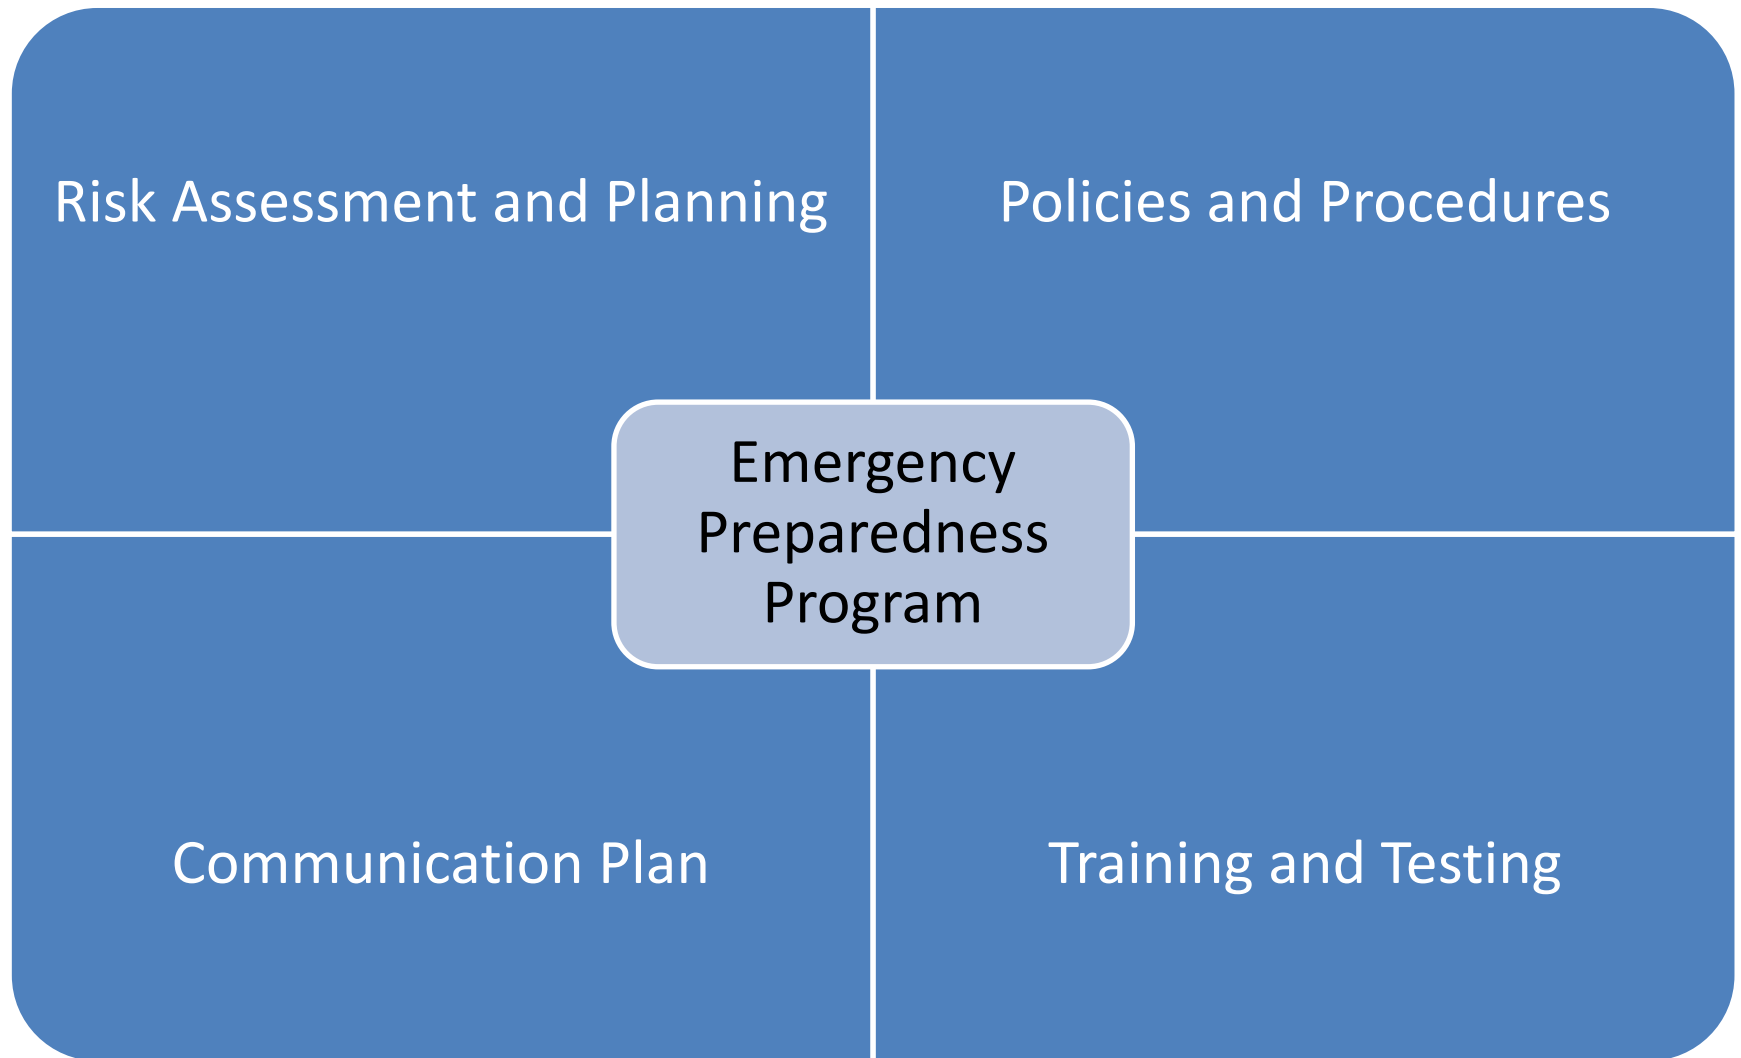 Risk Assessment and Planning
Policies and Procedures
Emergency
Preparedness
Program
Communication Plan
Training and Testing